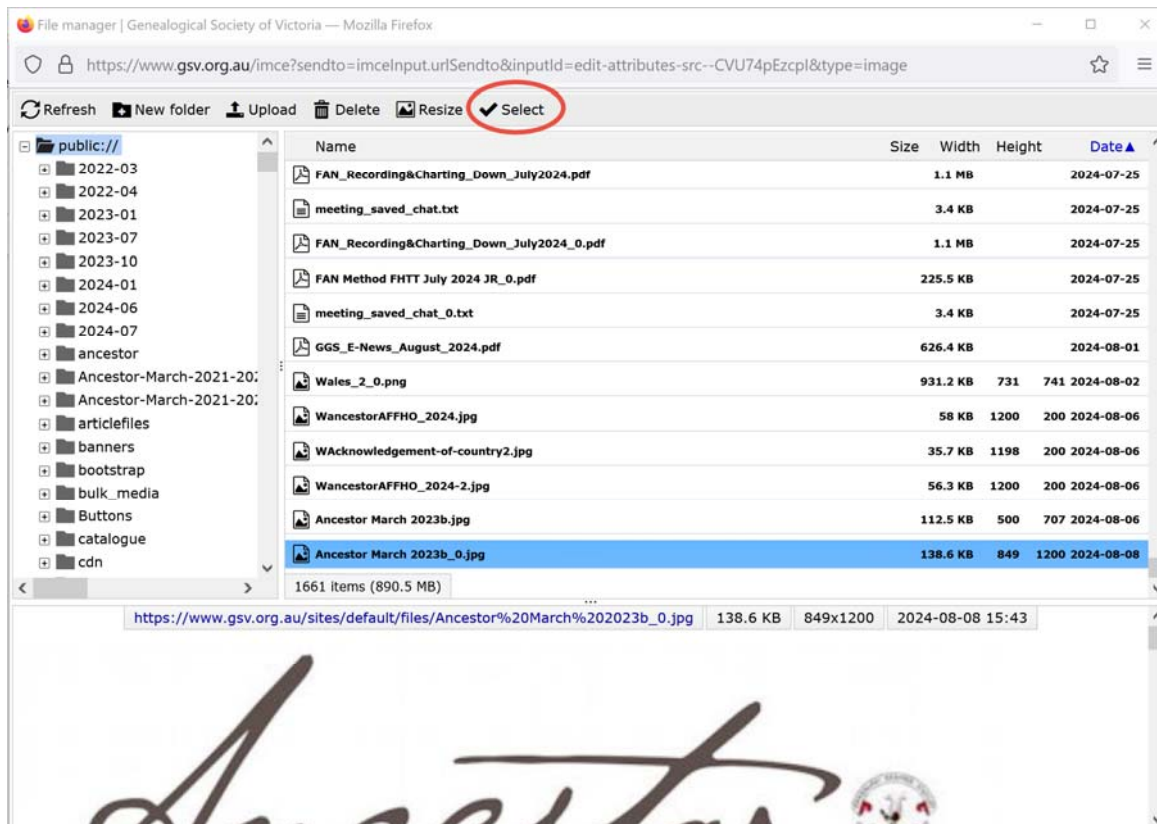 File manager | Genealogical Society of Victoria — Mozilla Firefox
https://www.gsv.org.au/imce?sendto=imceInput.urlSendto&inputId=edit-attributes-src--CVU74pEzcpI&type=image
Refresh New folder Upload Delete Resize Select
public://
2022-03
2022-04
2023-01
2023-07
2023-10
2024-01
2024-06
2024-07
ancestor
Ancestor-March-2021-202
Ancestor-March-2021-202
articlefiles
banners
bootstrap
bulk_media
Buttons
catalogue
cdn
Name Size Width Height Date▲
FAN_Recording&Charting_Down_July2024.pdf 1.1 MB 2024-07-25
meeting_saved_chat.txt 3.4 KB 2024-07-25
FAN_Recording&Charting_Down_July2024_0.pdf 1.1 MB 2024-07-25
FAN Method FHTT July 2024 JR_0.pdf 225.5 KB 2024-07-25
meeting_saved_chat_0.txt 3.4 KB 2024-07-25
GGS_E-News_August_2024.pdf 626.4 KB 2024-08-01
Wales_2_0.png 931.2 KB 731 741 2024-08-02
WancestorAFFHO_2024.jpg 58 KB 1200 200 2024-08-06
WAcknowledgement-of-country2.jpg 35.7 KB 1198 200 2024-08-06
WancestorAFFHO_2024-2.jpg 56.3 KB 1200 200 2024-08-06
Ancestor March 2023b.jpg 112.5 KB 500 707 2024-08-06
Ancestor March 2023b_0.jpg 138.6 KB 849 1200 2024-08-08
1661 items (890.5 MB)
https://www.gsv.org.au/sites/default/files/Ancestor%20March%202023b_0.jpg 138.6 KB 849x1200 2024-08-08 15:43
Ancestor